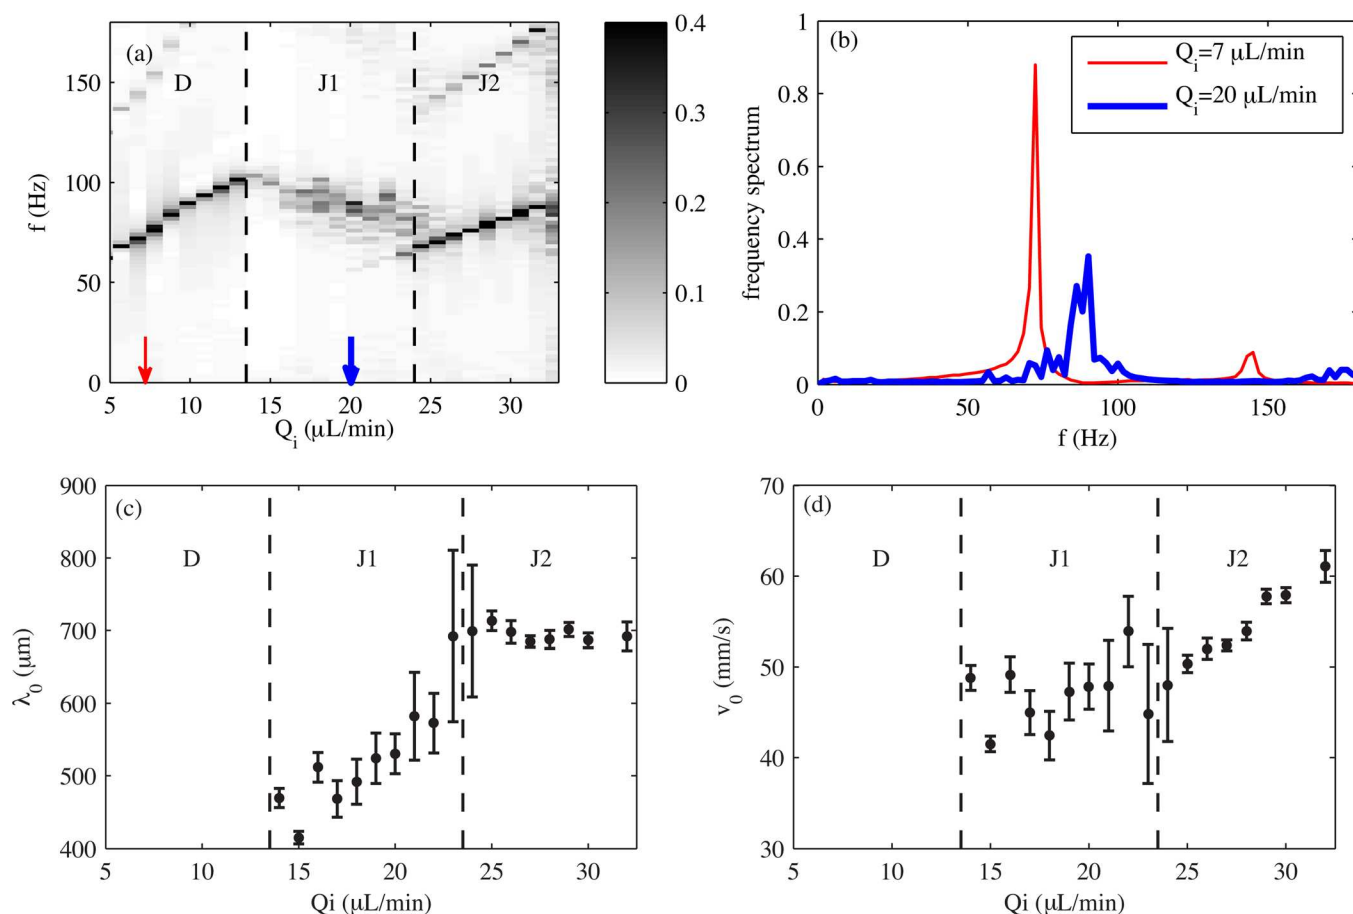 (a)
D
J1
J2
f (Hz)
150
100
50
0
5
10
15
20
25
30
Q_i (μL/min)
0.4
0.3
0.2
0.1
0
(b)
Q_i=7 μL/min
Q_i=20 μL/min
frequency spectrum
1
0.8
0.6
0.4
0.2
0
0
50
100
150
f (Hz)
(c)
D
J1
J2
λ_0 (μm)
900
800
700
600
500
400
5
10
15
20
25
30
Qi (μL/min)
(d)
D
J1
J2
v_0 (mm/s)
70
60
50
40
30
5
10
15
20
25
30
Qi (μL/min)